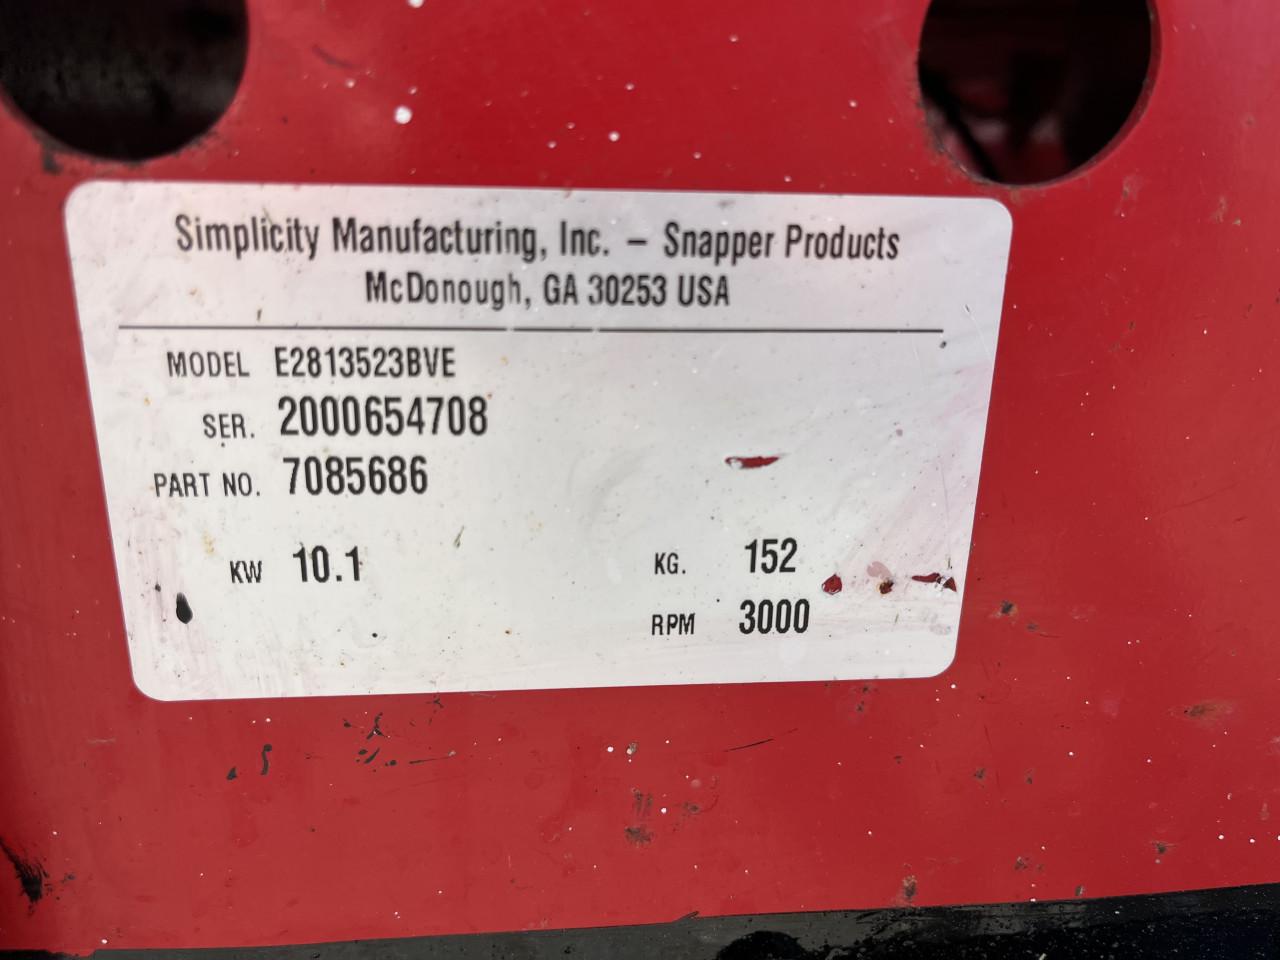 Simplicity Manufacturing, Inc. – Snapper Products
McDonough, GA 30253 USA
MODEL E2813523BVE
SER. 2000654708
PART NO. 7085686
KW 10.1 KG. 152
RPM 3000